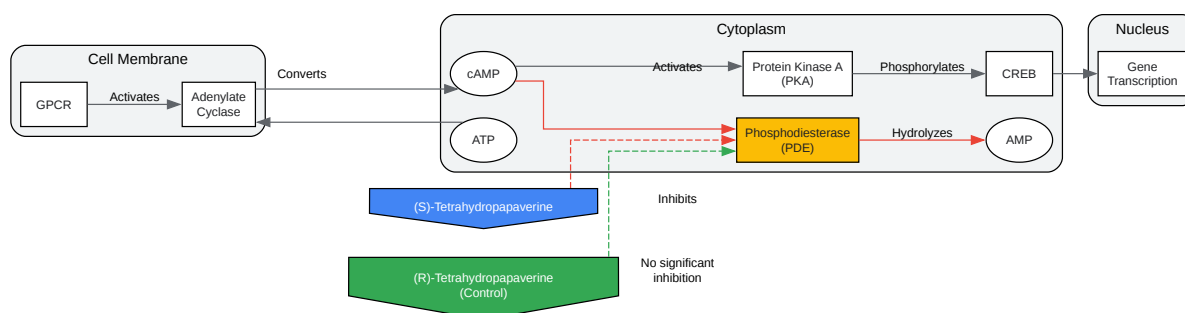 Cell Membrane
GPCR
Activates
Adenylate
Cyclase
Converts
Cytoplasm
cAMP
ATP
Activates
Protein Kinase A
(PKA)
Phosphorylates
CREB
Phosphodiesterase
(PDE)
Hydrolyzes
AMP
Nucleus
Gene
Transcription
(S)-Tetrahydropapaverine
Inhibits
(R)-Tetrahydropapaverine
(Control)
No significant
inhibition